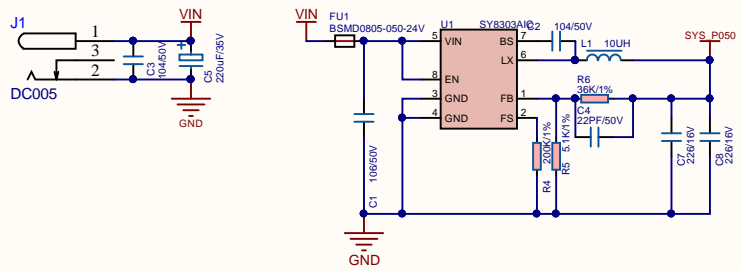 J1
1
3
2
DC005
C3
104/50V
VIN
C5
220uF/35V
GND
VIN
FU1
BSMD0805-050-24V
C1
106/50V
GND
U1
SY8303AIC
5
VIN
8
EN
3
GND
4
GND
BS
7
LX
6
FB
1
FS
2
C2
104/50V
L1
10UH
SYS_P050
R6
36K/1%
C4
22PF/50V
200K/1%
R4
5.1K/1%
R5
C7
226/16V
C8
226/16V